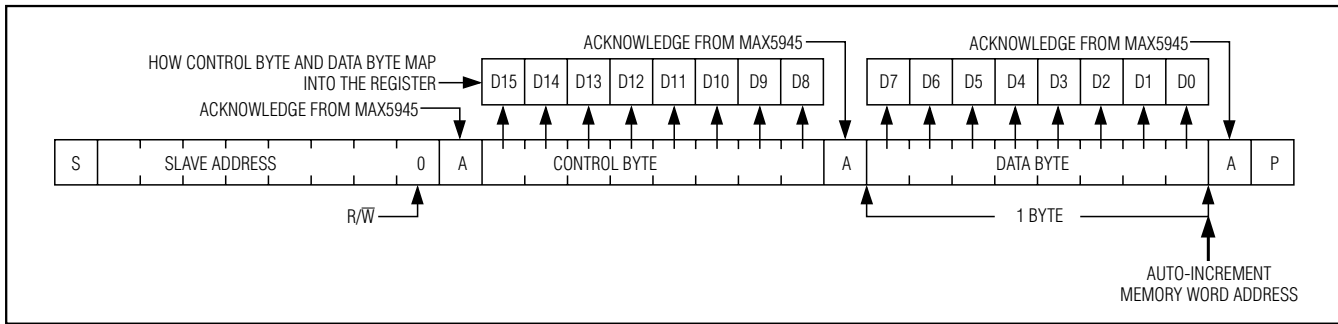 ACKNOWLEDGE FROM MAX5945
ACKNOWLEDGE FROM MAX5945
HOW CONTROL BYTE AND DATA BYTE MAP
INTO THE REGISTER
D15 D14 D13 D12 D11 D10 D9 D8
D7 D6 D5 D4 D3 D2 D1 D0
ACKNOWLEDGE FROM MAX5945
S SLAVE ADDRESS 0 A CONTROL BYTE A DATA BYTE A P
R/W̅
1 BYTE
AUTO-INCREMENT
MEMORY WORD ADDRESS